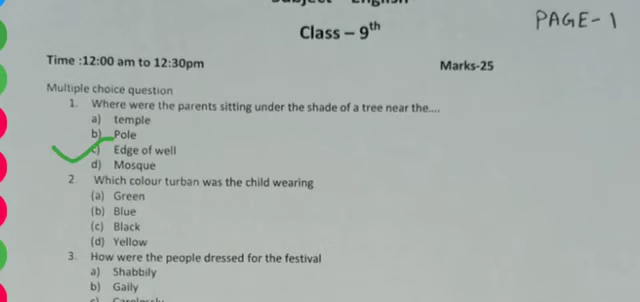 Subject - English
Class – 9th
PAGE-1
Time :12:00 am to 12:30pm
Marks-25
Multiple choice question
1. Where were the parents sitting under the shade of a tree near the....
a) temple
b) Pole
c) Edge of well
d) Mosque
2. Which colour turban was the child wearing
(a) Green
(b) Blue
(c) Black
(d) Yellow
3. How were the people dressed for the festival
a) Shabbily
b) Gaily
c) Carelessly